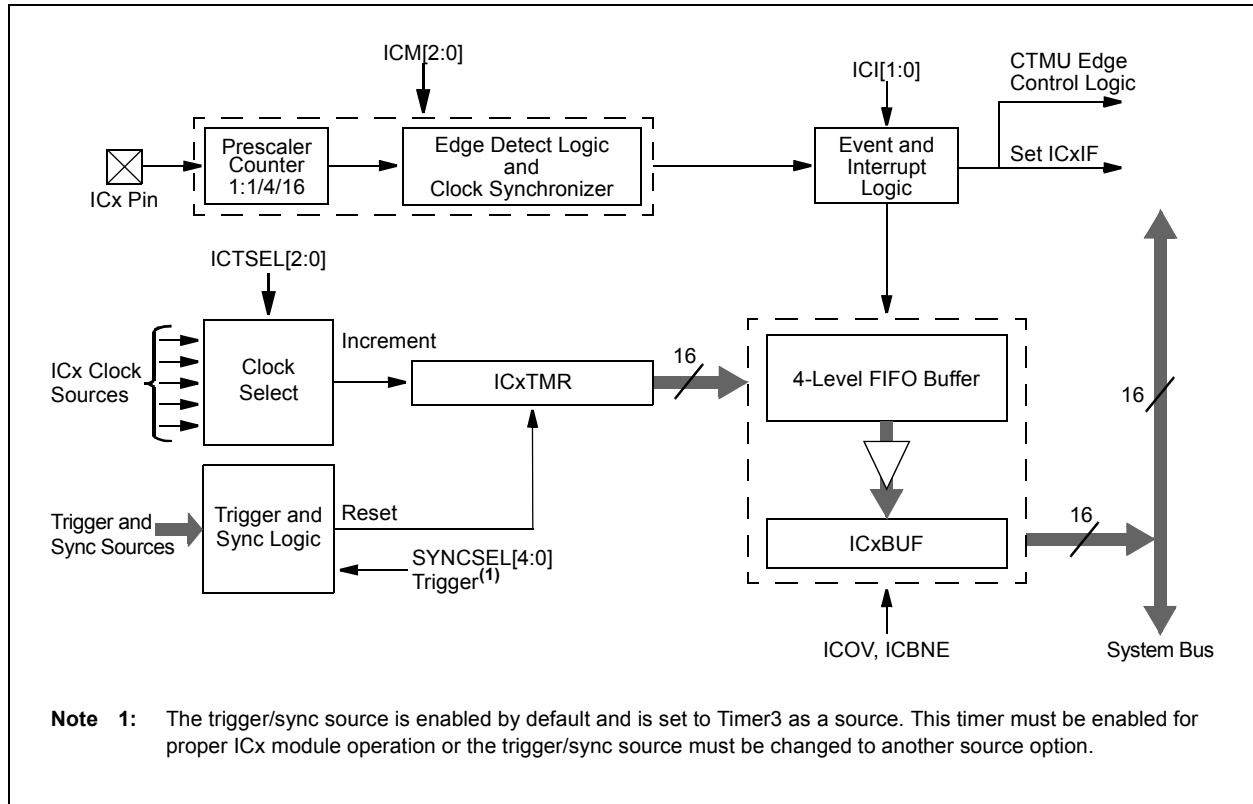 ICM[2:0]
ICI[1:0]
CTMU Edge
Control Logic
Prescaler
Counter
1:1/4/16
Edge Detect Logic
and
Clock Synchronizer
Event and
Interrupt
Logic
Set ICxIF
ICx Pin
ICTSEL[2:0]
ICx Clock
Sources
Clock
Select
Increment
ICxTMR
16
4-Level FIFO Buffer
16
Trigger and
Sync Sources
Trigger and
Sync Logic
Reset
SYNCSEL[4:0]
Trigger(1)
ICxBUF
16
ICOV, ICBNE
System Bus
Note 1: The trigger/sync source is enabled by default and is set to Timer3 as a source. This timer must be enabled for
proper ICx module operation or the trigger/sync source must be changed to another source option.